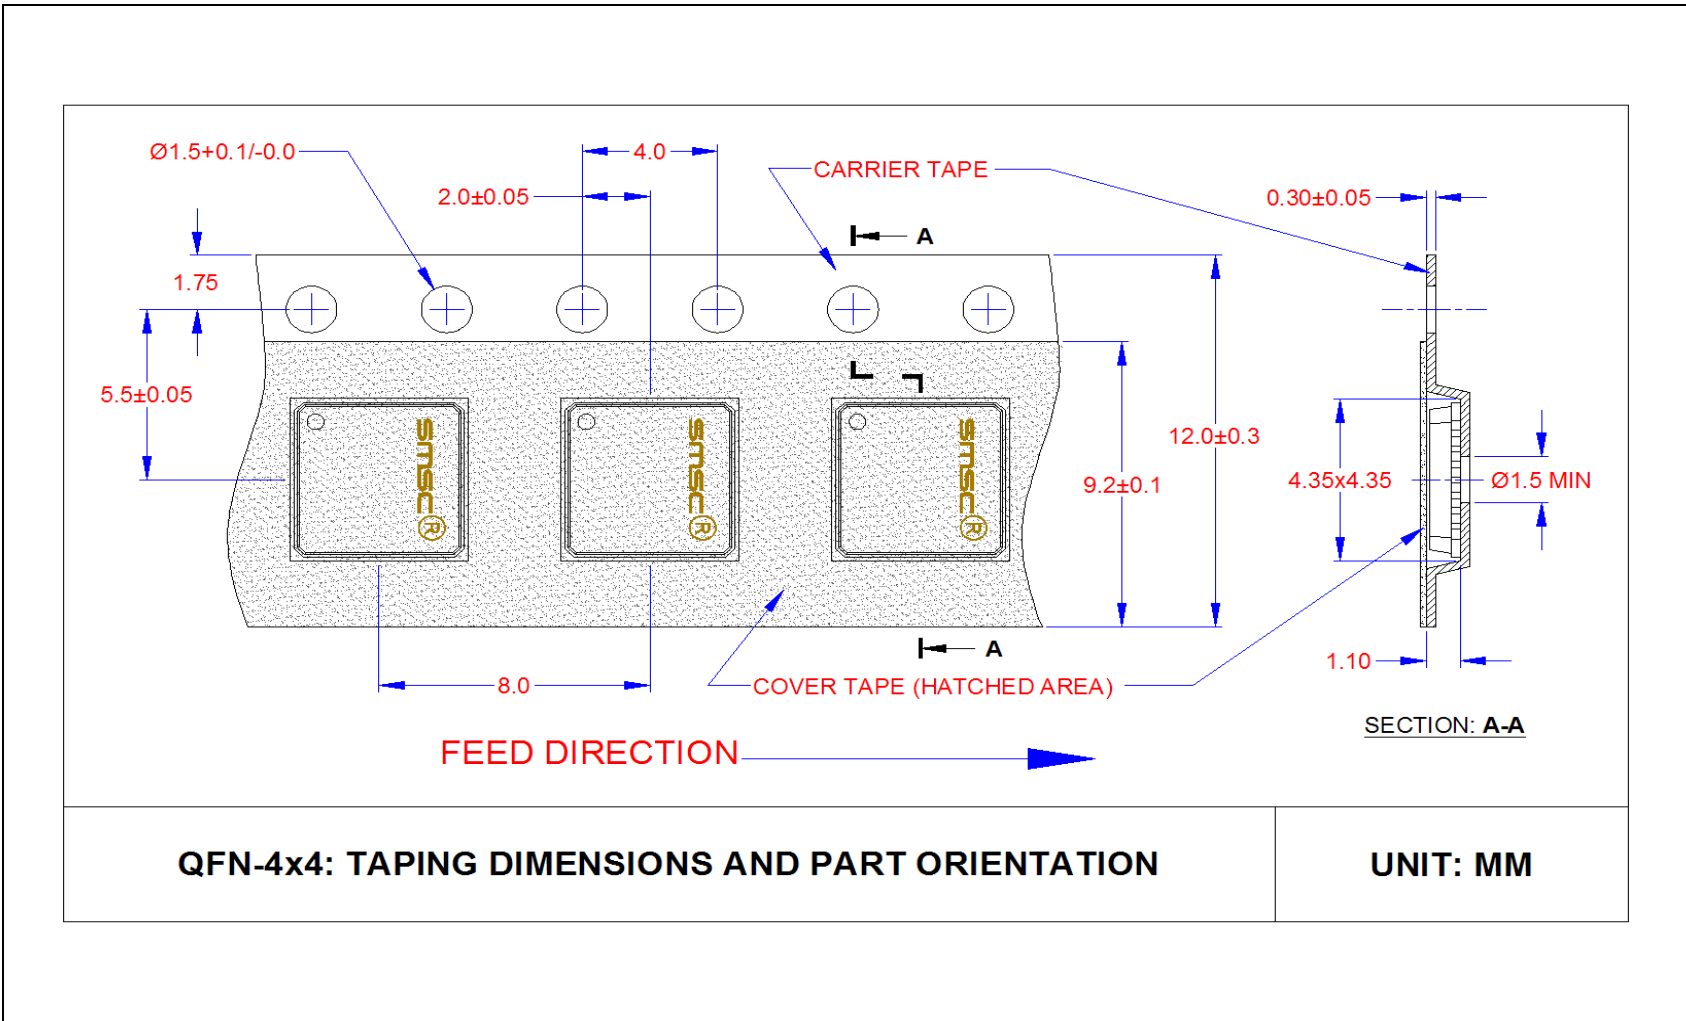 Ø1.5+0.1/-0.0
4.0
CARRIER TAPE
2.0±0.05
0.30±0.05
A
1.75
5.5±0.05
smsc®
smsc®
smsc®
12.0±0.3
4.35x4.35
Ø1.5 MIN
9.2±0.1
A
1.10
8.0
COVER TAPE (HATCHED AREA)
SECTION: A-A
FEED DIRECTION
QFN-4x4: TAPING DIMENSIONS AND PART ORIENTATION
UNIT: MM